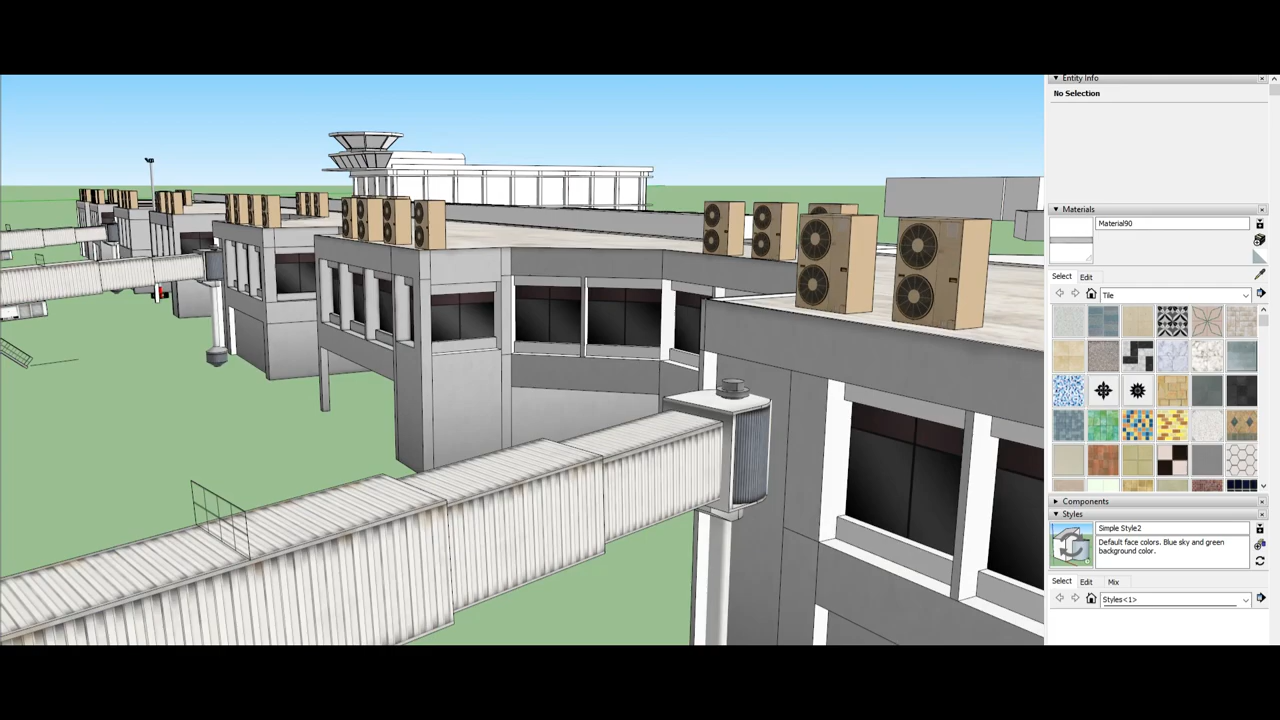 Entity Info
No Selection
Materials
Material90
Select
Edit
Tile
Components
Styles
Simple Style2
Default face colors. Blue sky and green
background color.
Select
Edit
Mix
Styles<1>